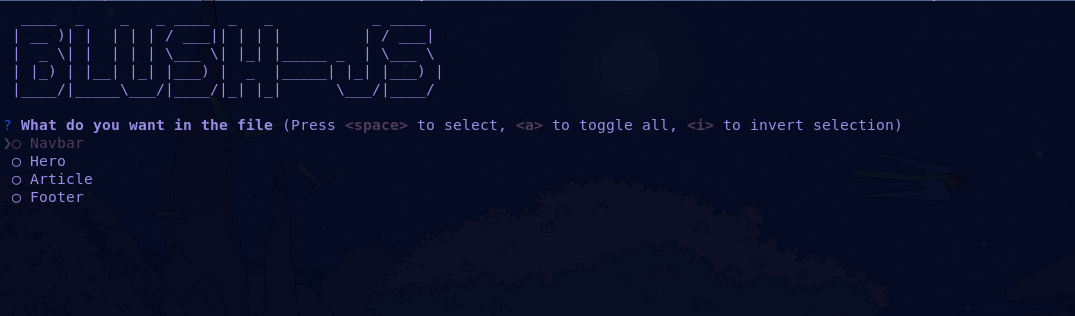 BLUSH-JS
? What do you want in the file (Press <space> to select, <a> to toggle all, <i> to invert selection)
❯◯ Navbar
◯ Hero
◯ Article
◯ Footer